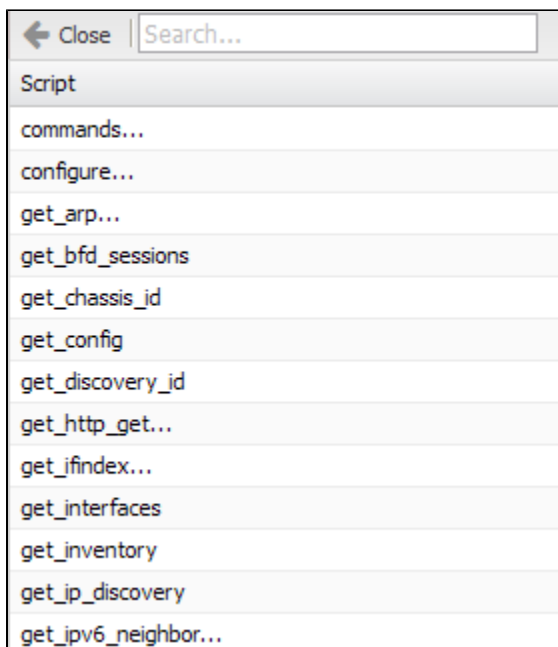 Close
Search...
Script
commands...
configure...
get_arp...
get_bfd_sessions
get_chassis_id
get_config
get_discovery_id
get_http_get...
get_ifindex...
get_interfaces
get_inventory
get_ip_discovery
get_ipv6_neighbor...